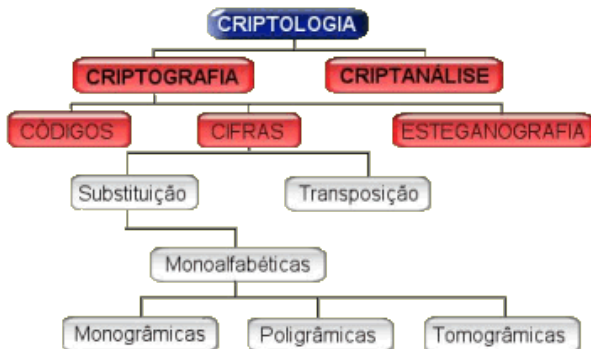 CRIPTOLOGIA
CRIPTOGRAFIA
CRIPTANÁLISE
CÓDIGOS
CIFRAS
ESTEGANOGRAFIA
Substituição
Transposição
Monoalfabéticas
Monogrâmicas
Poligrâmicas
Tomogrâmicas